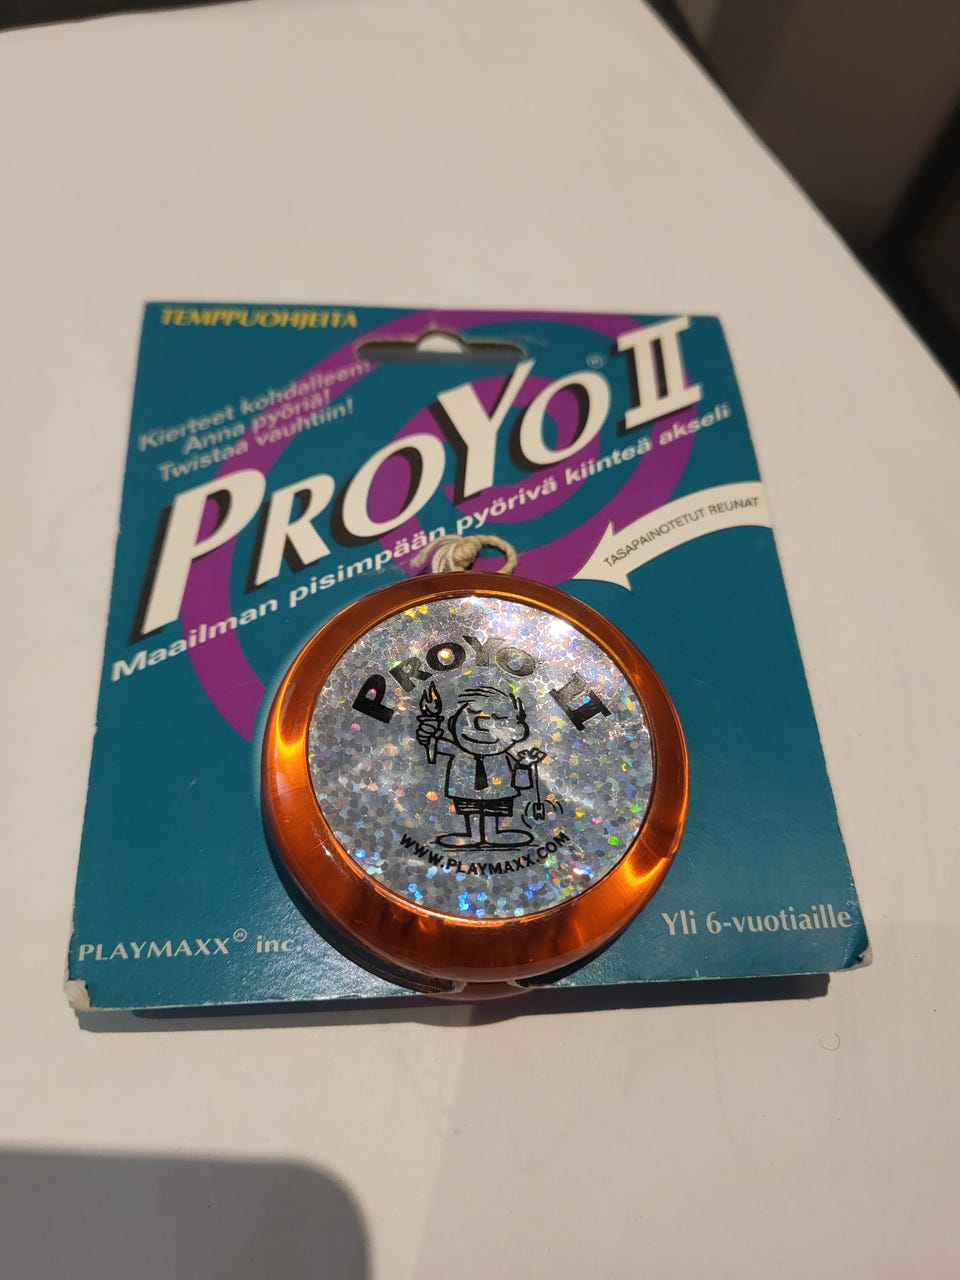 TEMPPUOHJEITA
Kierteet kohdalleen!
Anna pyöriä!
Twistaa vauhtiin!
PROYO® II
Maailman pisimpään pyörivä kiinteä akseli
TASAPAINOTETUT REUNAT
PROYO II
WWW.PLAYMAXX.COM
PLAYMAXX® inc.
Yli 6-vuotiaille